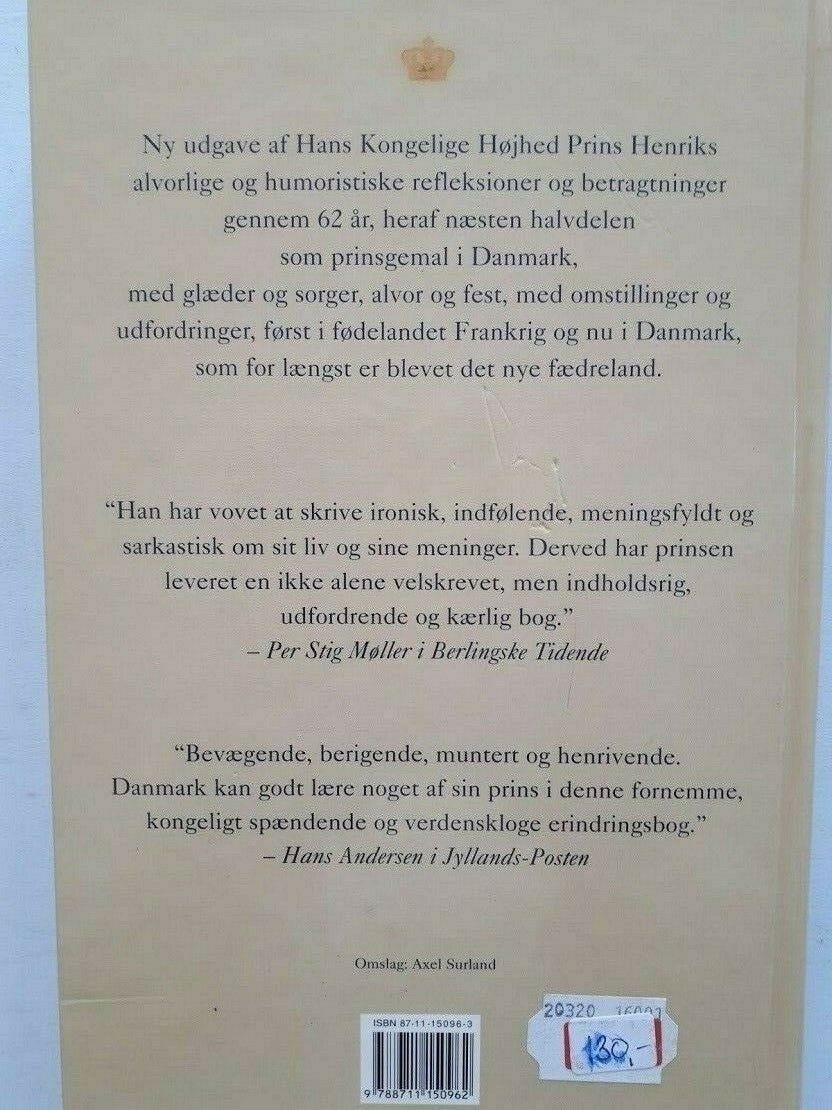 Ny udgave af Hans Kongelige Højhed Prins Henriks
alvorlige og humoristiske refleksioner og betragtninger
gennem 62 år, heraf næsten halvdelen
som prinsgemal i Danmark,
med glæder og sorger, alvor og fest, med omstillinger og
udfordringer, først i fødelandet Frankrig og nu i Danmark,
som for længst er blevet det nye fædreland.
“Han har vovet at skrive ironisk, indfølende, meningsfyldt og
sarkastisk om sit liv og sine meninger. Derved har prinsen
leveret en ikke alene velskrevet, men indholdsrig,
udfordrende og kærlig bog.”
– Per Stig Møller i Berlingske Tidende
“Bevægende, berigende, muntert og henrivende.
Danmark kan godt lære noget af sin prins i denne fornemme,
kongeligt spændende og verdenskloge erindringsbog.”
– Hans Andersen i Jyllands-Posten
Omslag: Axel Surland
ISBN 87-11-15096-3
20320
130,-
9 788711 150962